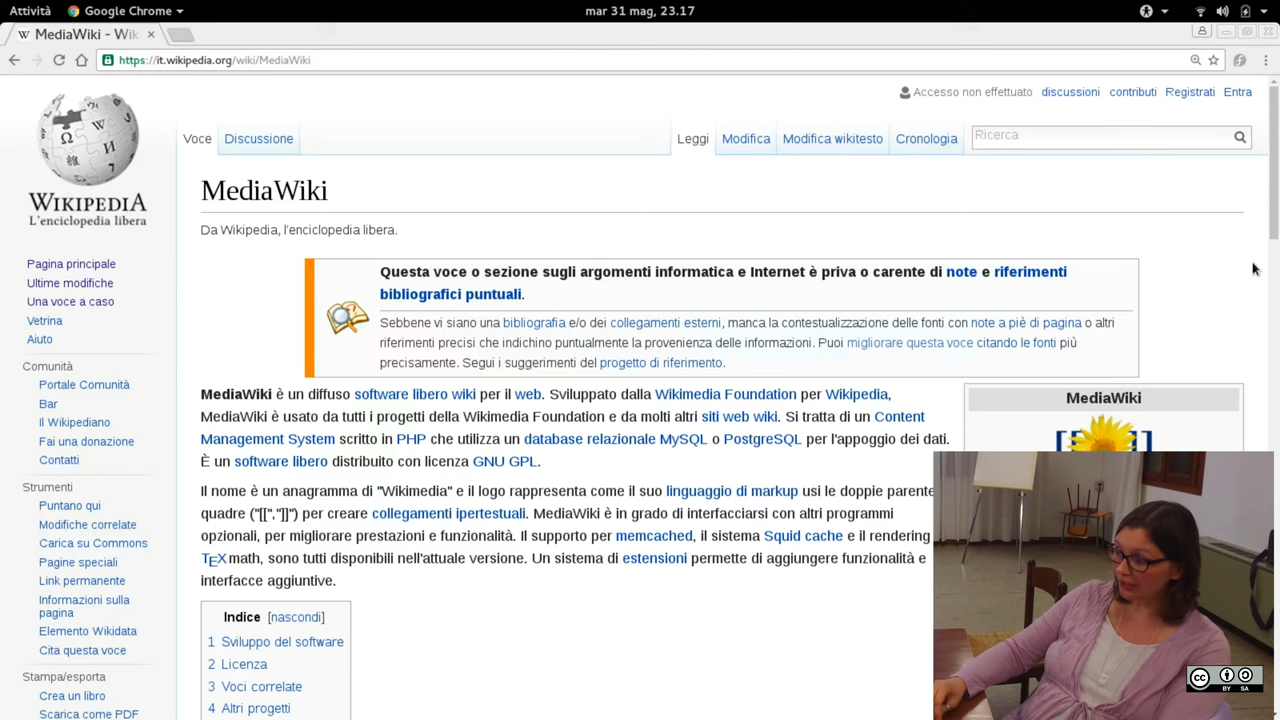 Attività
Google Chrome
mar 31 mag, 23.17
MediaWiki - Wiki
https://it.wikipedia.org/wiki/MediaWiki
Accesso non effettuato discussioni contributi Registrati Entra
Voce Discussione Leggi Modifica Modifica wikitesto Cronologia Ricerca
WIKIPEDIA
L'enciclopedia libera
Pagina principale
Ultime modifiche
Una voce a caso
Vetrina
Aiuto
Comunità
Portale Comunità
Bar
Il Wikipediano
Fai una donazione
Contatti
Strumenti
Puntano qui
Modifiche correlate
Carica su Commons
Pagine speciali
Link permanente
Informazioni sulla
pagina
Elemento Wikidata
Cita questa voce
Stampa/esporta
Crea un libro
Scarica come PDF
MediaWiki
Da Wikipedia, l'enciclopedia libera.
Questa voce o sezione sugli argomenti informatica e Internet è priva o carente di note e riferimenti
bibliografici puntuali.
Sebbene vi siano una bibliografia e/o dei collegamenti esterni, manca la contestualizzazione delle fonti con note a piè di pagina o altri
riferimenti precisi che indichino puntualmente la provenienza delle informazioni. Puoi migliorare questa voce citando le fonti più
precisamente. Segui i suggerimenti del progetto di riferimento.
MediaWiki è un diffuso software libero wiki per il web. Sviluppato dalla Wikimedia Foundation per Wikipedia,
MediaWiki è usato da tutti i progetti della Wikimedia Foundation e da molti altri siti web wiki. Si tratta di un Content
Management System scritto in PHP che utilizza un database relazionale MySQL o PostgreSQL per l'appoggio dei dati.
È un software libero distribuito con licenza GNU GPL.
Il nome è un anagramma di "Wikimedia" e il logo rappresenta come il suo linguaggio di markup usi le doppie parente
quadre ("[[","]]") per creare collegamenti ipertestuali. MediaWiki è in grado di interfacciarsi con altri programmi
opzionali, per migliorare prestazioni e funzionalità. Il supporto per memcached, il sistema Squid cache e il rendering
TEX math, sono tutti disponibili nell'attuale versione. Un sistema di estensioni permette di aggiungere funzionalità e
interfacce aggiuntive.
Indice [nascondi]
1 Sviluppo del software
2 Licenza
3 Voci correlate
4 Altri progetti
MediaWiki
cc
BY SA